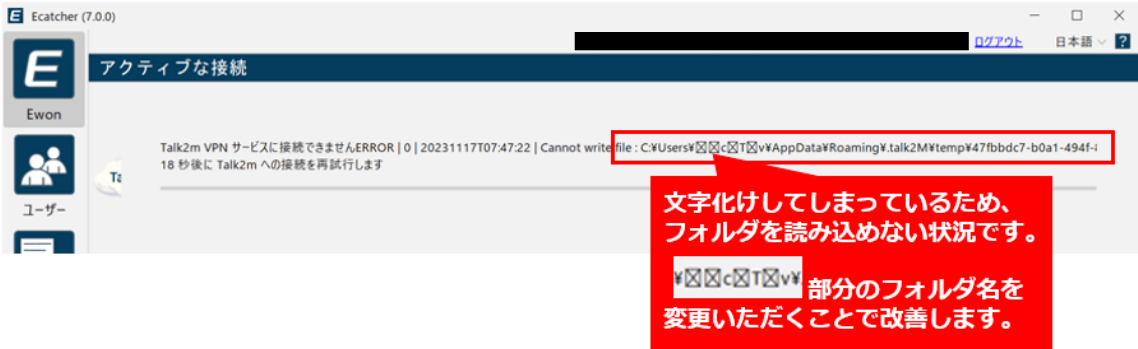 Ecatcher (7.0.0)
ログアウト 日本語
アクティブな接続
Ewon
Talk2m VPN サービスに接続できませんERROR | 0 | 20231117T07:47:22 | Cannot write file : C:¥Users¥☒☒c☒T☒v¥AppData¥Roaming¥.talk2M¥temp¥47fbbdc7-b0a1-494f-
18 秒後に Talk2m への接続を再試行します
ユーザー
文字化けしてしまっているため、
フォルダを読み込めない状況です。
¥☒☒c☒T☒v¥ 部分のフォルダ名を
変更いただくことで改善します。